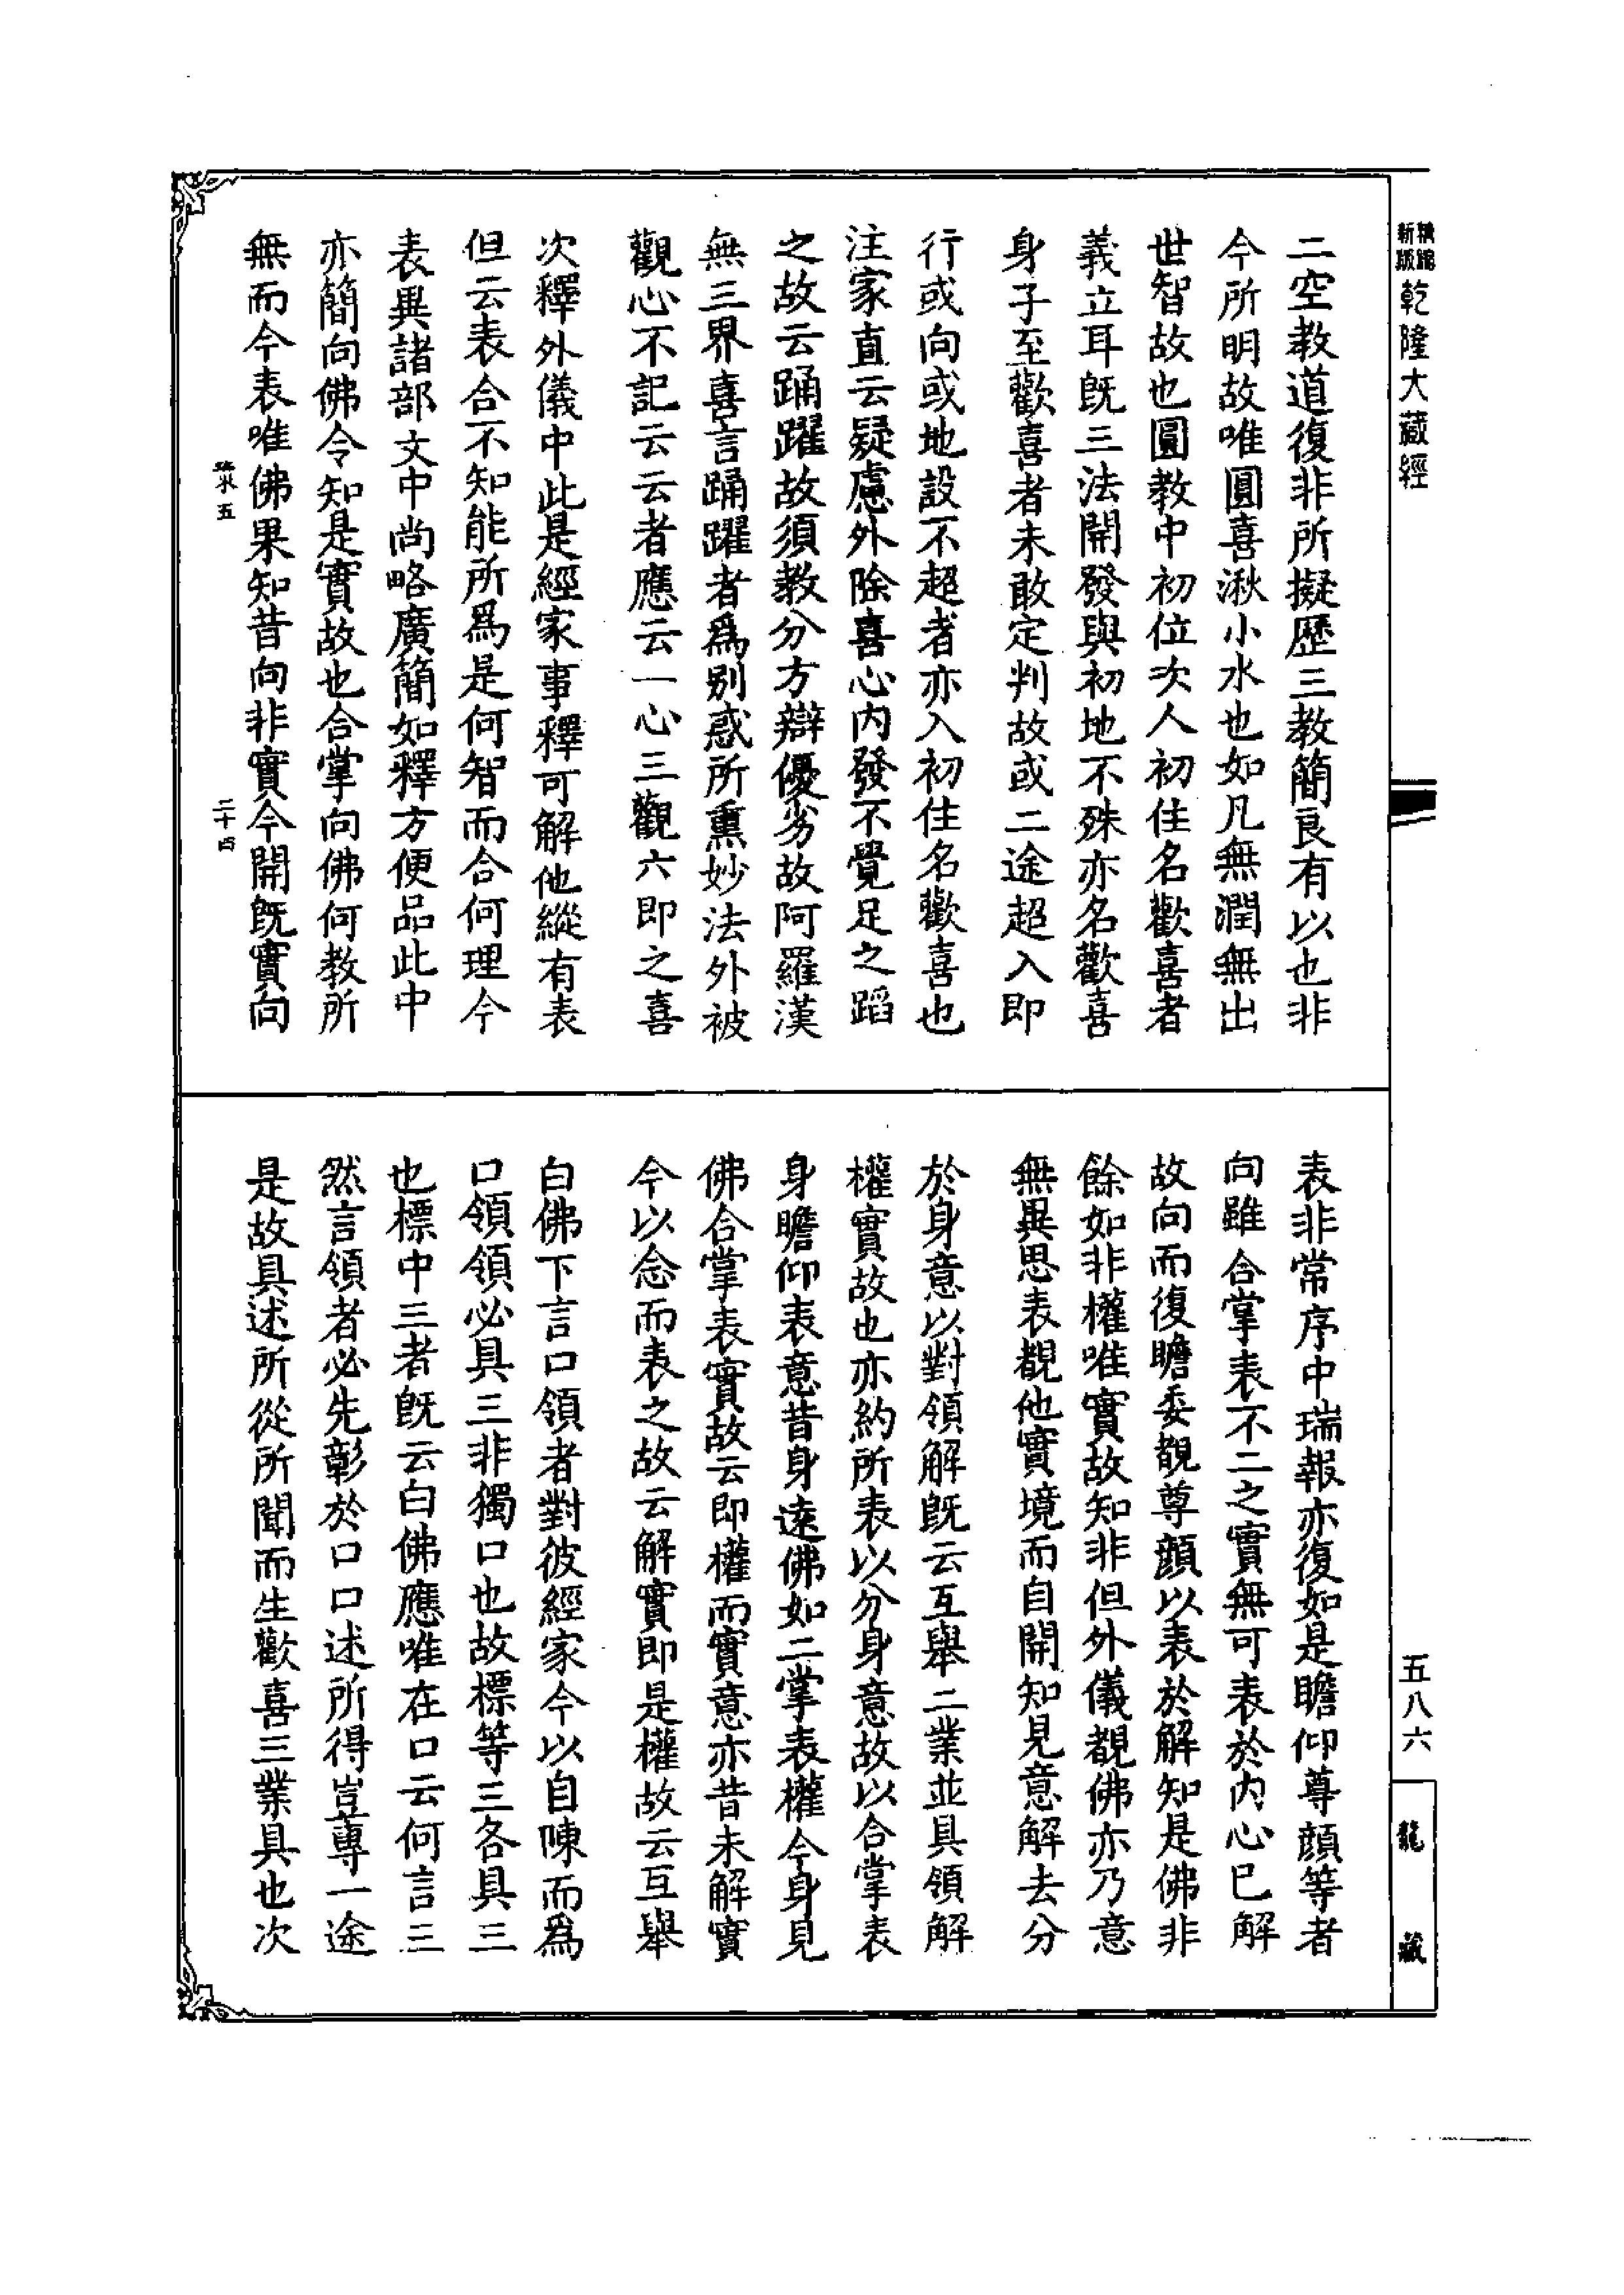 新版
精縮
乾隆大藏經
二空教道復非所擬歷三教簡良有以也非
今所明故唯圓喜湫小水也如凡無潤無出
世智故也圓教中初位次人初住名歡喜者
義立耳旣三法開發與初地不殊亦名歡喜
身子至歡喜者未敢定判故或二途超入即
行或向或地設不超者亦入初住名歡喜也
注家直云疑慮外除喜心内發不覺足之蹈
之故云踊躍故須教分方辯優劣故阿羅漢
無三界喜言踊躍者爲别惑所熏妙法外被
觀心不記云云者應云一心三觀六即之喜
次釋外儀中此是經家事釋可解他縱有表
但云表合不知能所爲是何智而合何理今
表異諸部文中尚略廣簡如釋方便品此中
亦簡向佛令知是實故也合掌向佛何教所
無而今表唯佛果知昔向非實今開旣實向
五
二十四
表非常序中瑞報亦復如是瞻仰尊顏等者
向雖合掌表不二之實無可表於内心已解
故向而復瞻委覩尊顏以表於解知是佛非
餘如非權唯實故知非但外儀覩佛亦乃意
無異思表覩他實境而自開知見意解去分
於身意以對領解旣云互舉二業並具領解
權實故也亦約所表以分身意故以合掌表
身瞻仰表意昔身遠佛如二掌表權今身見
佛合掌表實故云即權而實意亦昔未解實
今以念而表之故云解實即是權故云互舉
白佛下言口領者對彼經家今以自陳而爲
口領領必具三非獨口也故標等三各具三
也標中三者旣云白佛應唯在口云何言三
然言領者必先彰於口口述所得豈蓴一途
是故具述所從所聞而生歡喜三業具也次
五八六
龍藏